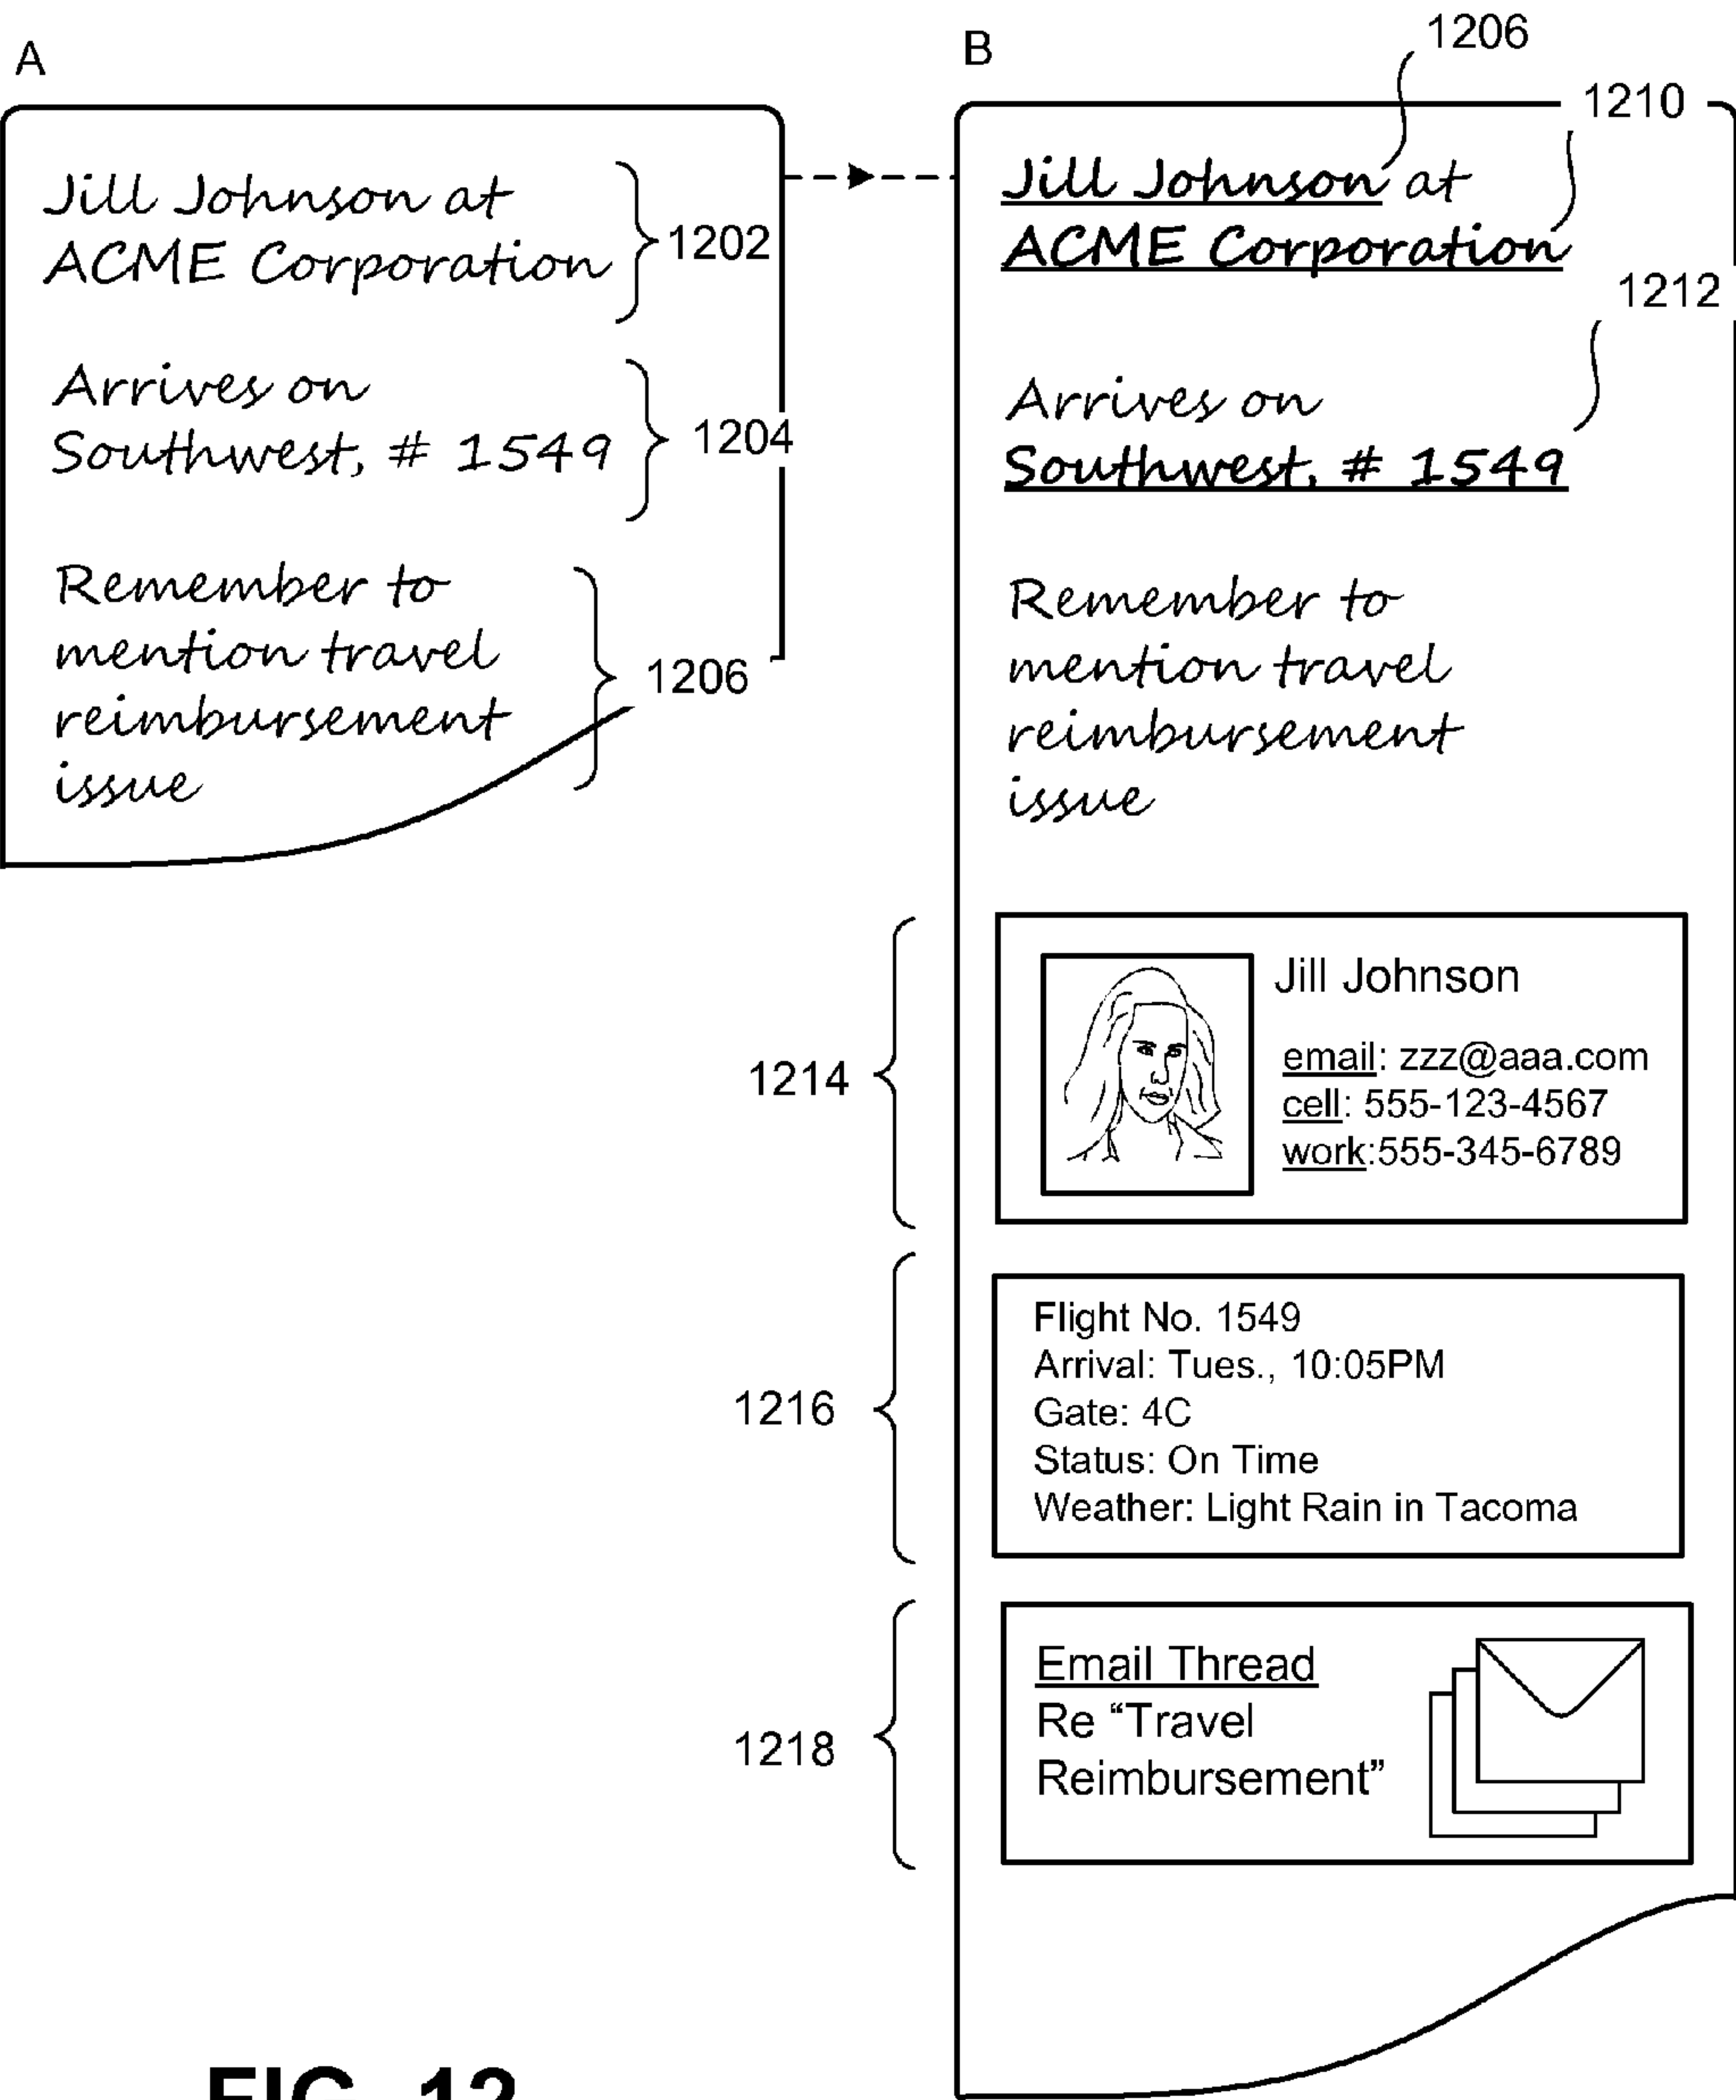 A
Jill Johnson at
ACME Corporation
1202
Arrives on
Southwest, # 1549
1204
Remember to
mention travel
reimbursement
issue
1206
B
1206
1210
Jill Johnson at
ACME Corporation
1212
Arrives on
Southwest, # 1549
Remember to
mention travel
reimbursement
issue
1214
Jill Johnson
email: zzz@aaa.com
cell: 555-123-4567
work:555-345-6789
1216
Flight No. 1549
Arrival: Tues., 10:05PM
Gate: 4C
Status: On Time
Weather: Light Rain in Tacoma
1218
Email Thread
Re “Travel
Reimbursement”
FIG. 12